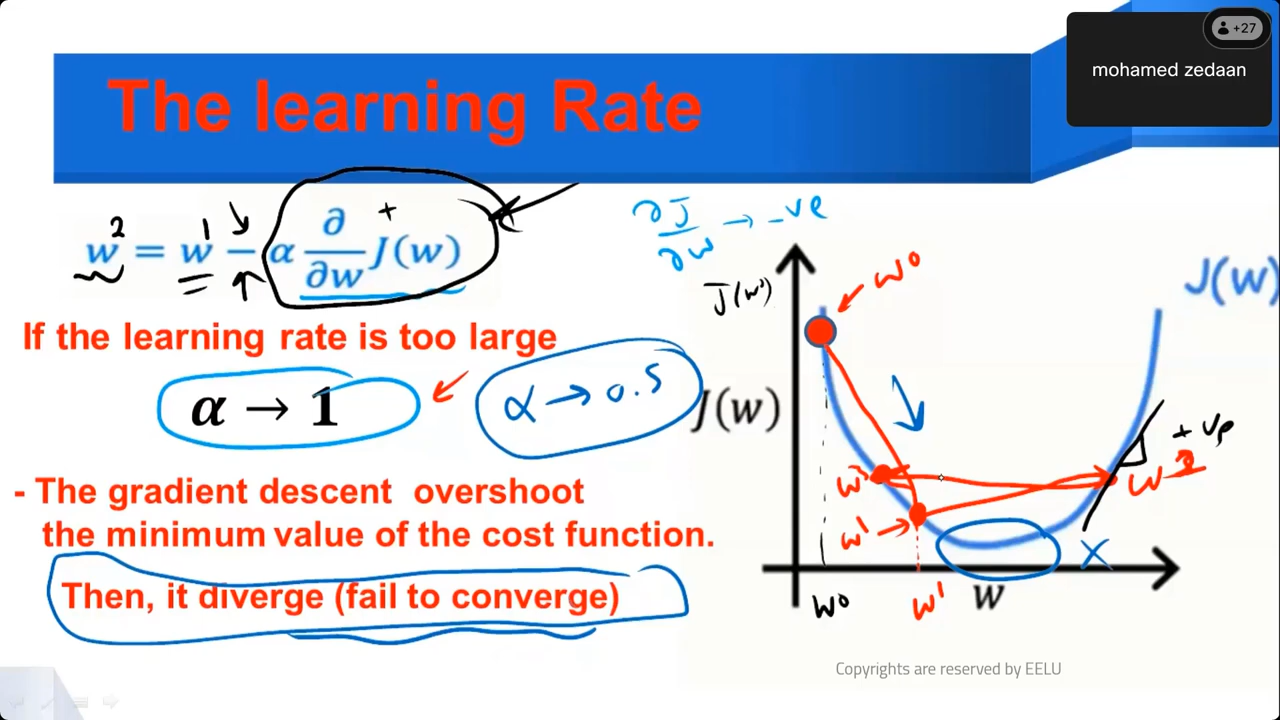 +27
mohamed zedaan
The learning Rate
w² = w¹ − α ∂/∂w J(w)
+
∂J/∂w → -ve
J(w)
If the learning rate is too large
α → 1
α → 0.5
- The gradient descent overshoot
the minimum value of the cost function.
Then, it diverge (fail to converge)
J(w⁰)
w⁰
J(w)
+ve
w²
w¹
x
w⁰
w¹
w
Copyrights are reserved by EELU